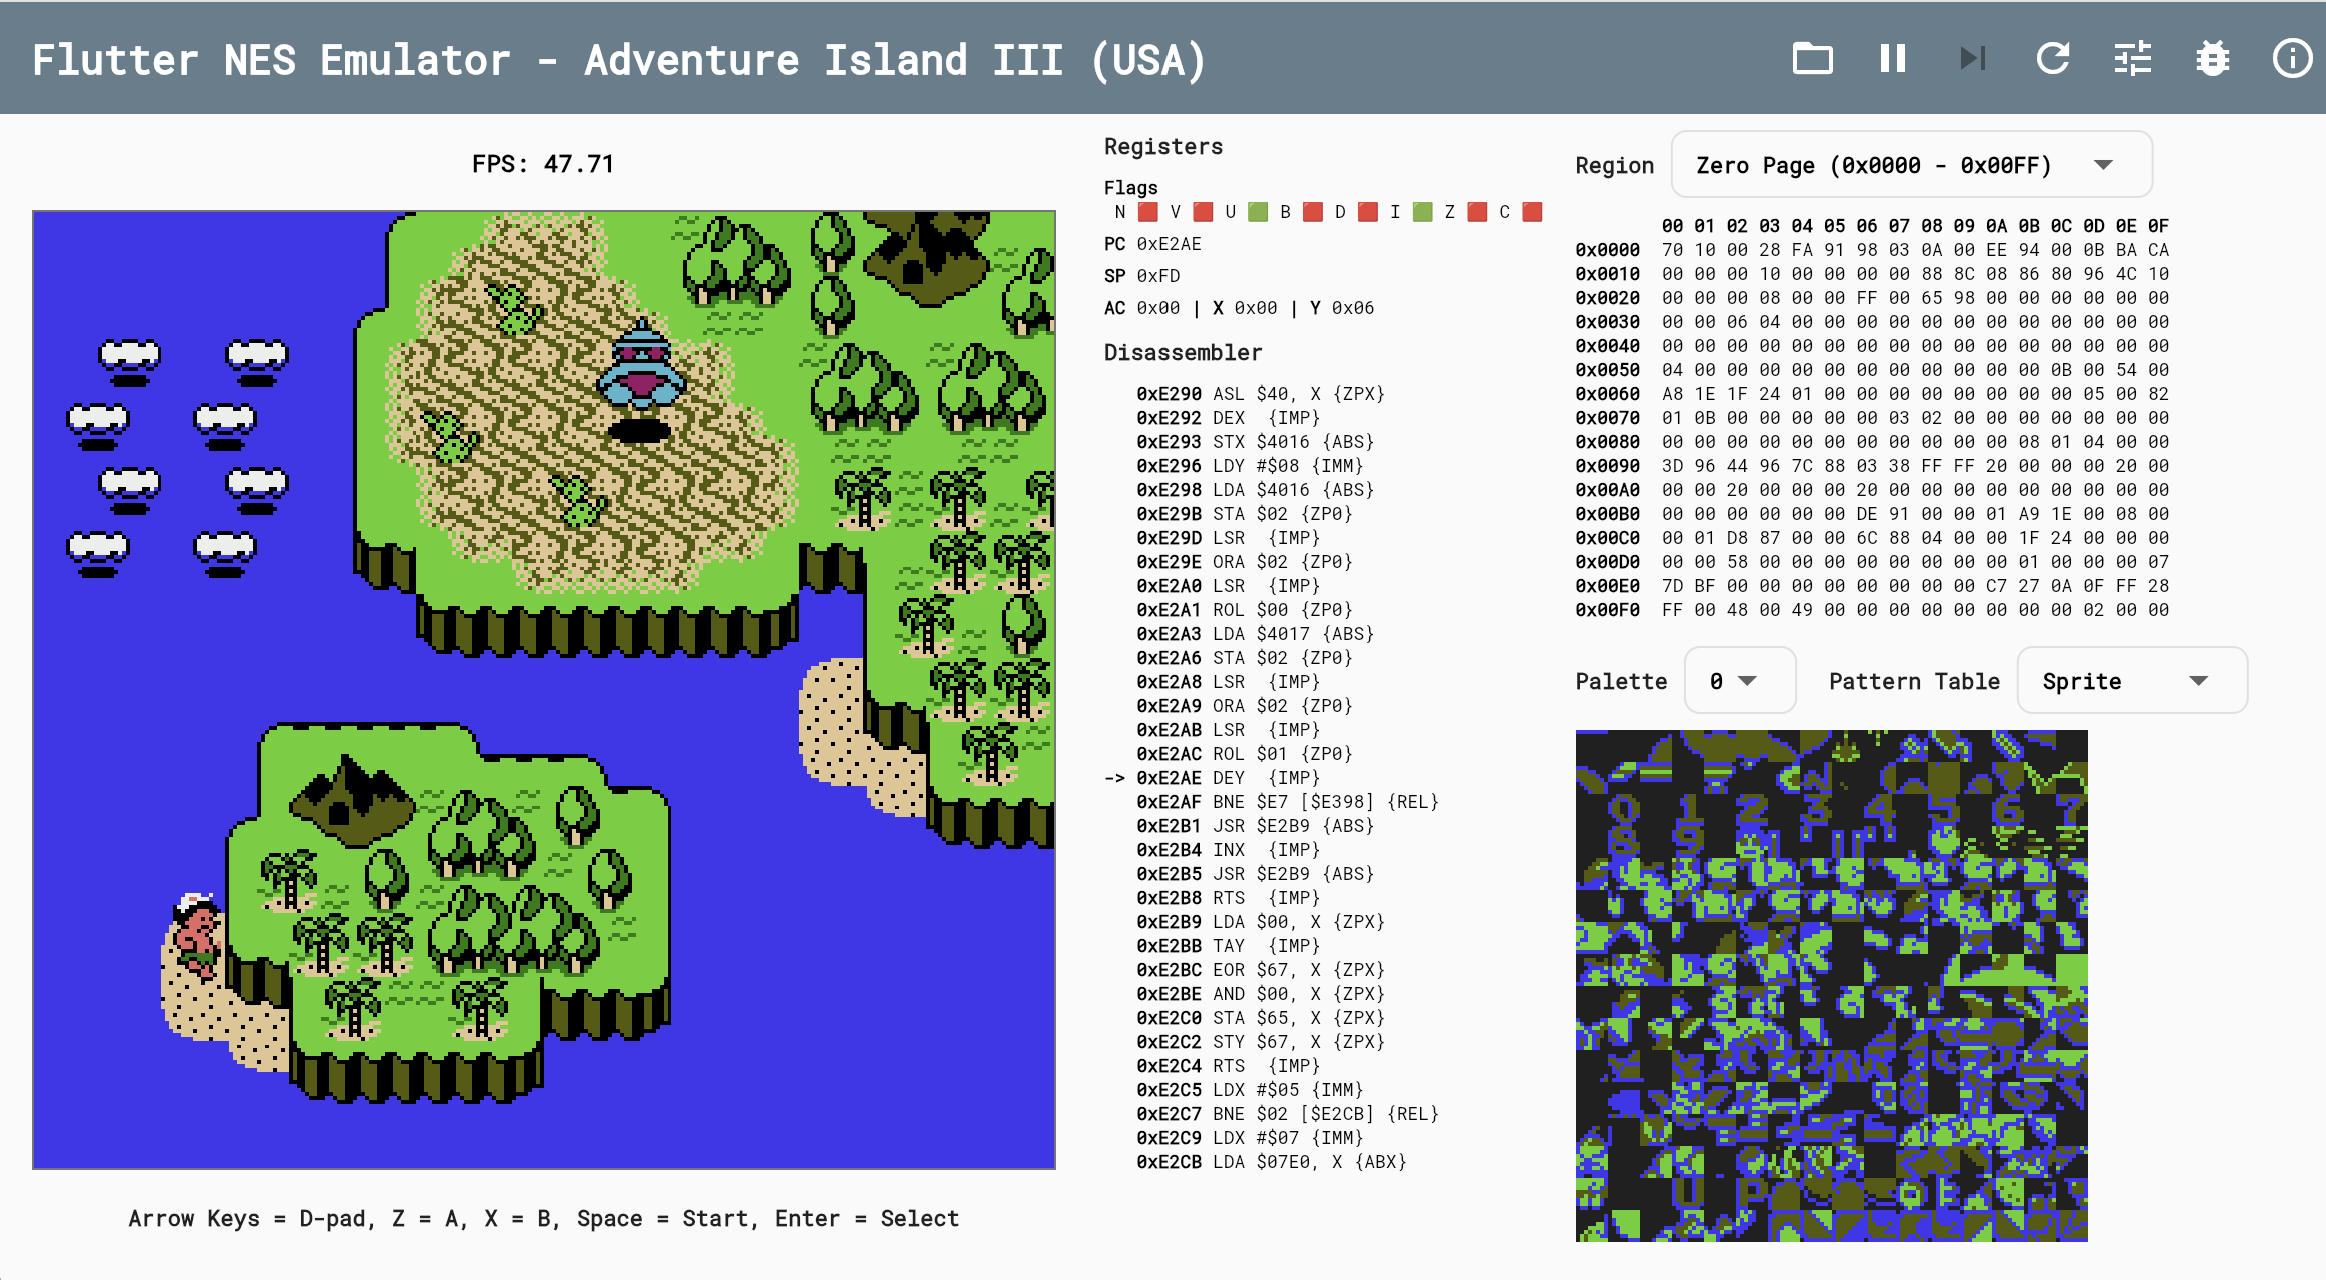 Flutter NES Emulator - Adventure Island III (USA)
FPS: 47.71
Arrow Keys = D-pad, Z = A, X = B, Space = Start, Enter = Select
Registers
Flags
N V U B D I Z C
PC 0xE2AE
SP 0xFD
AC 0x00 | X 0x00 | Y 0x06
Disassembler
0xE290 ASL $40, X {ZPX}
0xE292 DEX {IMP}
0xE293 STX $4016 {ABS}
0xE296 LDY #$08 {IMM}
0xE298 LDA $4016 {ABS}
0xE29B STA $02 {ZP0}
0xE29D LSR {IMP}
0xE29E ORA $02 {ZP0}
0xE2A0 LSR {IMP}
0xE2A1 ROL $00 {ZP0}
0xE2A3 LDA $4017 {ABS}
0xE2A6 STA $02 {ZP0}
0xE2A8 LSR {IMP}
0xE2A9 ORA $02 {ZP0}
0xE2AB LSR {IMP}
0xE2AC ROL $01 {ZP0}
-> 0xE2AE DEY {IMP}
0xE2AF BNE $E7 [$E398] {REL}
0xE2B1 JSR $E2B9 {ABS}
0xE2B4 INX {IMP}
0xE2B5 JSR $E2B9 {ABS}
0xE2B8 RTS {IMP}
0xE2B9 LDA $00, X {ZPX}
0xE2BB TAY {IMP}
0xE2BC EOR $67, X {ZPX}
0xE2BE AND $00, X {ZPX}
0xE2C0 STA $65, X {ZPX}
0xE2C2 STY $67, X {ZPX}
0xE2C4 RTS {IMP}
0xE2C5 LDX #$05 {IMM}
0xE2C7 BNE $02 [$E2CB] {REL}
0xE2C9 LDX #$07 {IMM}
0xE2CB LDA $07E0, X {ABX}
Region Zero Page (0x0000 - 0x00FF)
00 01 02 03 04 05 06 07 08 09 0A 0B 0C 0D 0E 0F
0x0000 70 10 00 28 FA 91 98 03 0A 00 EE 94 00 0B BA CA
0x0010 00 00 00 10 00 00 00 00 88 8C 08 86 80 96 4C 10
0x0020 00 00 00 08 00 00 FF 00 65 98 00 00 00 00 00 00
0x0030 00 00 06 04 00 00 00 00 00 00 00 00 00 00 00 00
0x0040 00 00 00 00 00 00 00 00 00 00 00 00 00 00 00 00
0x0050 04 00 00 00 00 00 00 00 00 00 00 00 0B 00 54 00
0x0060 A8 1E 1F 24 01 00 00 00 00 00 00 00 00 05 00 82
0x0070 01 0B 00 00 00 00 00 03 02 00 00 00 00 00 00 00
0x0080 00 00 00 00 00 00 00 00 00 00 00 08 01 04 00 00
0x0090 3D 96 44 96 7C 88 03 38 FF FF 20 00 00 00 20 00
0x00A0 00 00 20 00 00 00 20 00 00 00 00 00 00 00 00 00
0x00B0 00 00 00 00 00 00 DE 91 00 00 01 A9 1E 00 08 00
0x00C0 00 01 D8 87 00 00 6C 88 04 00 00 1F 24 00 00 00
0x00D0 00 00 58 00 00 00 00 00 00 00 00 01 00 00 00 07
0x00E0 7D BF 00 00 00 00 00 00 00 00 C7 27 0A 0F FF 28
0x00F0 FF 00 48 00 49 00 00 00 00 00 00 00 00 02 00 00
Palette 0 Pattern Table Sprite
0 1 2 3 4 5 6 7
8 9